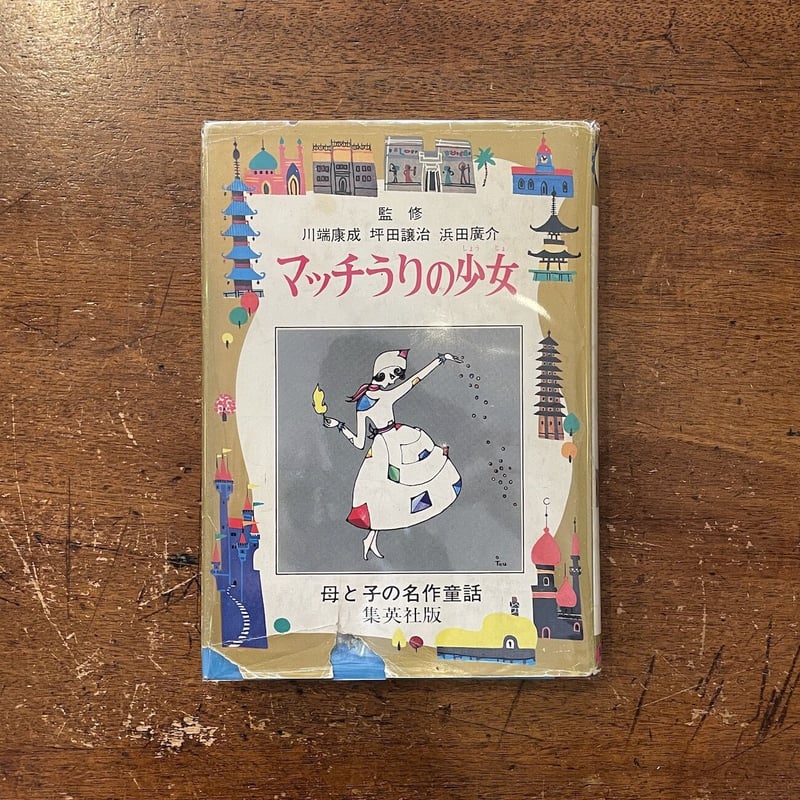 監修
川端康成 坪田譲治 浜田廣介
しょうじょ
マッチうりの少女
母と子の名作童話
集英社版